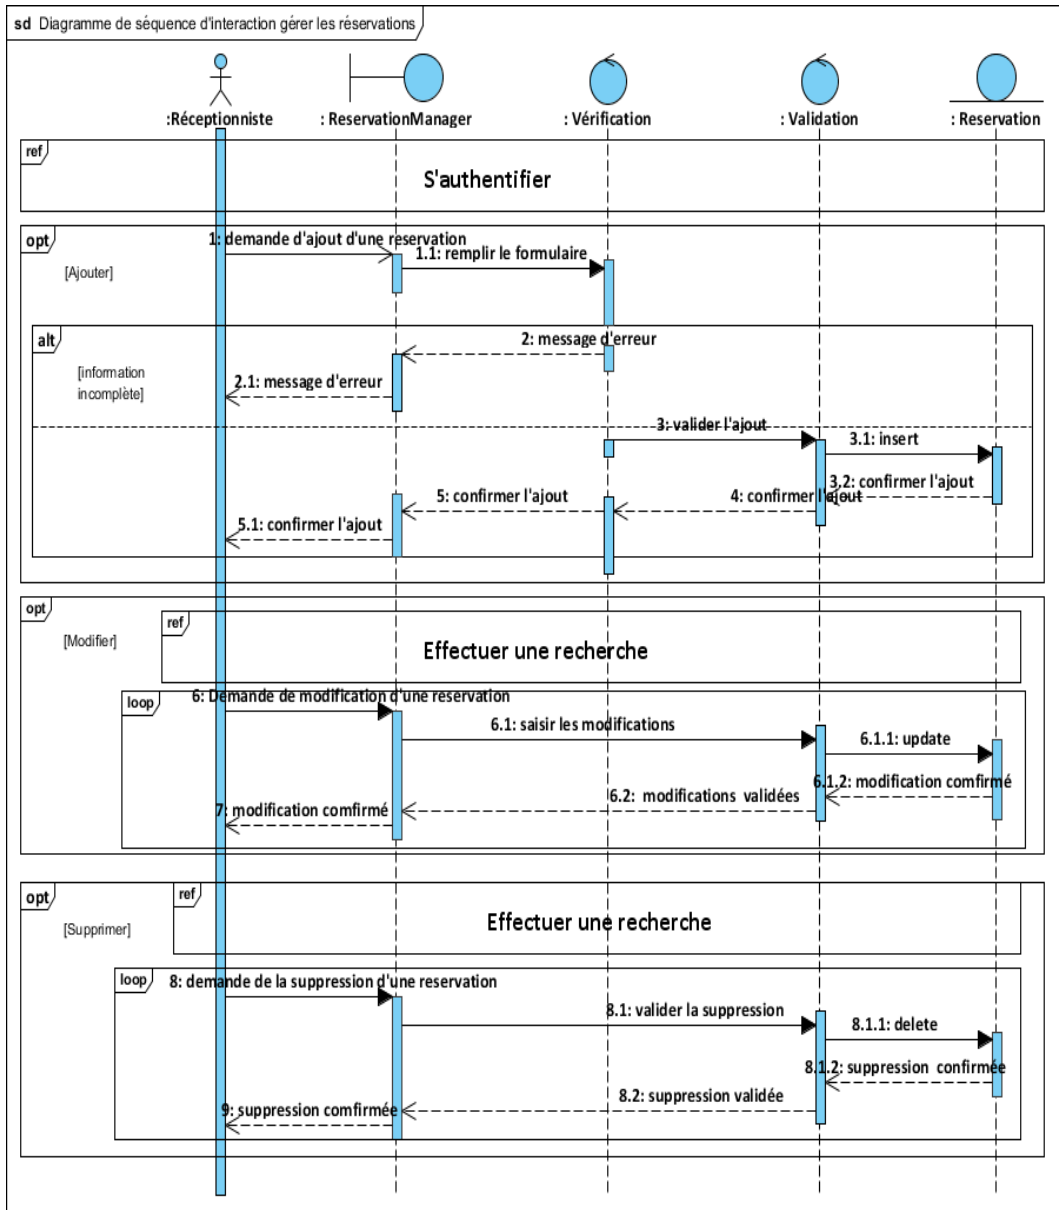 sd Diagramme de séquence d'interaction gérer les réservations
:Réceptionniste
: ReservationManager
: Vérification
: Validation
: Reservation
ref
S'authentifier
opt
1: demande d'ajout d'une reservation
1.1: remplir le formulaire
[Ajouter]
alt
2: message d'erreur
[information
incomplète]
2.1: message d'erreur
3: valider l'ajout
3.1: insert
3.2: confirmer l'ajout
4: confirmer l'ajout
5: confirmer l'ajout
5.1: confirmer l'ajout
opt
[Modifier]
ref
Effectuer une recherche
loop
6: Demande de modification d'une reservation
6.1: saisir les modifications
6.1.1: update
6.1.2: modification comfirmé
6.2: modifications validées
7: modification comfirmé
opt
[Supprimer]
ref
Effectuer une recherche
loop
8: demande de la suppression d'une reservation
8.1: valider la suppression
8.1.1: delete
8.1.2: suppression confirmée
8.2: suppression validée
9: suppression comfirmée